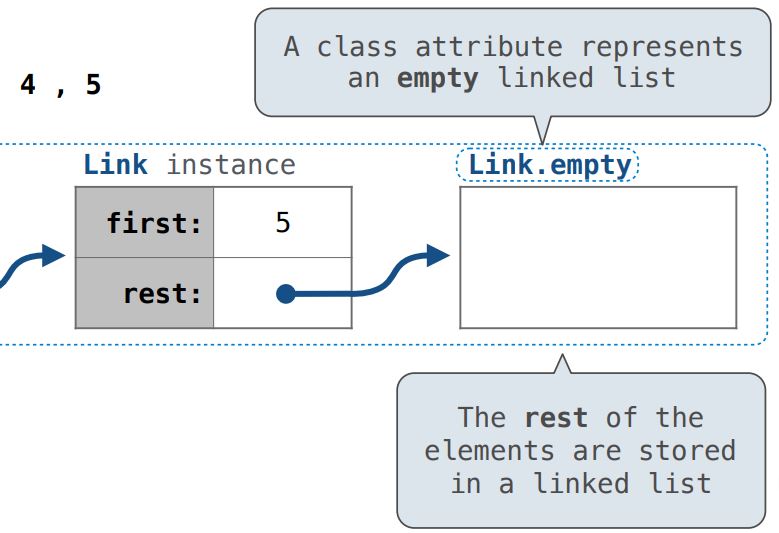 A class attribute represents
an empty linked list
4 , 5
Link instance
Link.empty
first: 5
rest:
The rest of the
elements are stored
in a linked list